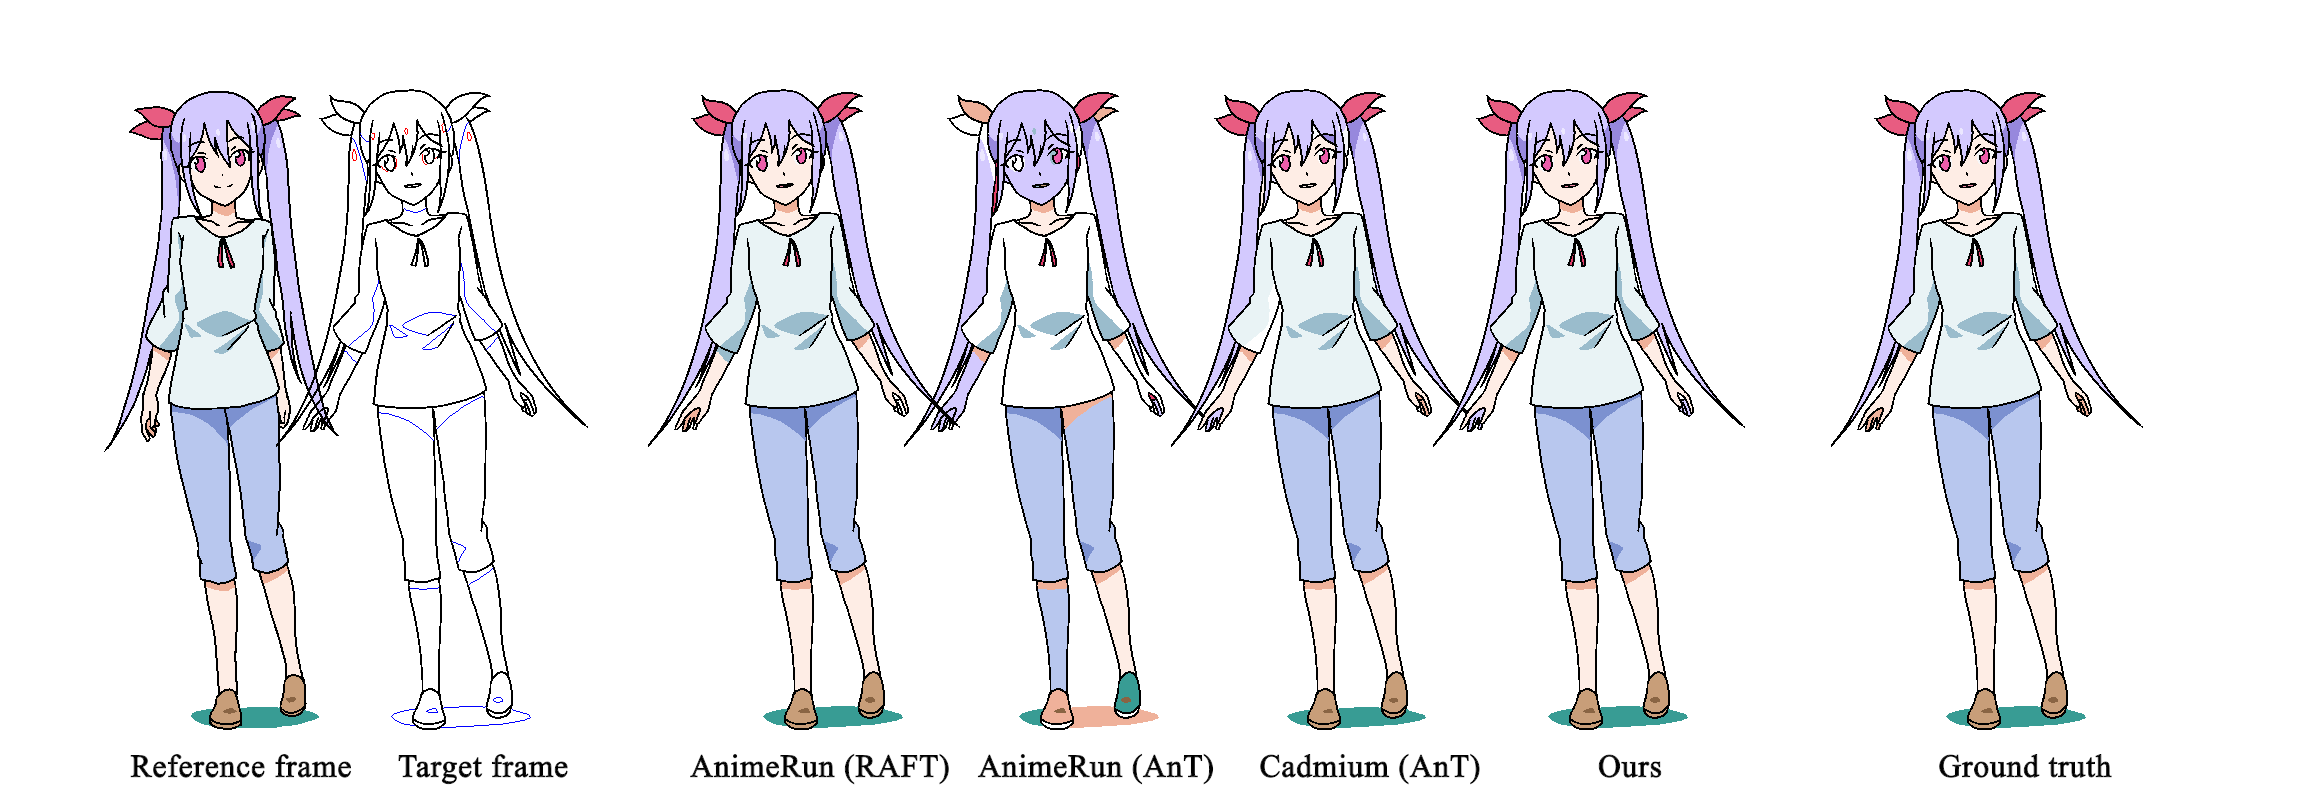 Reference frame
Target frame
AnimeRun (RAFT)
AnimeRun (AnT)
Cadmium (AnT)
Ours
Ground truth